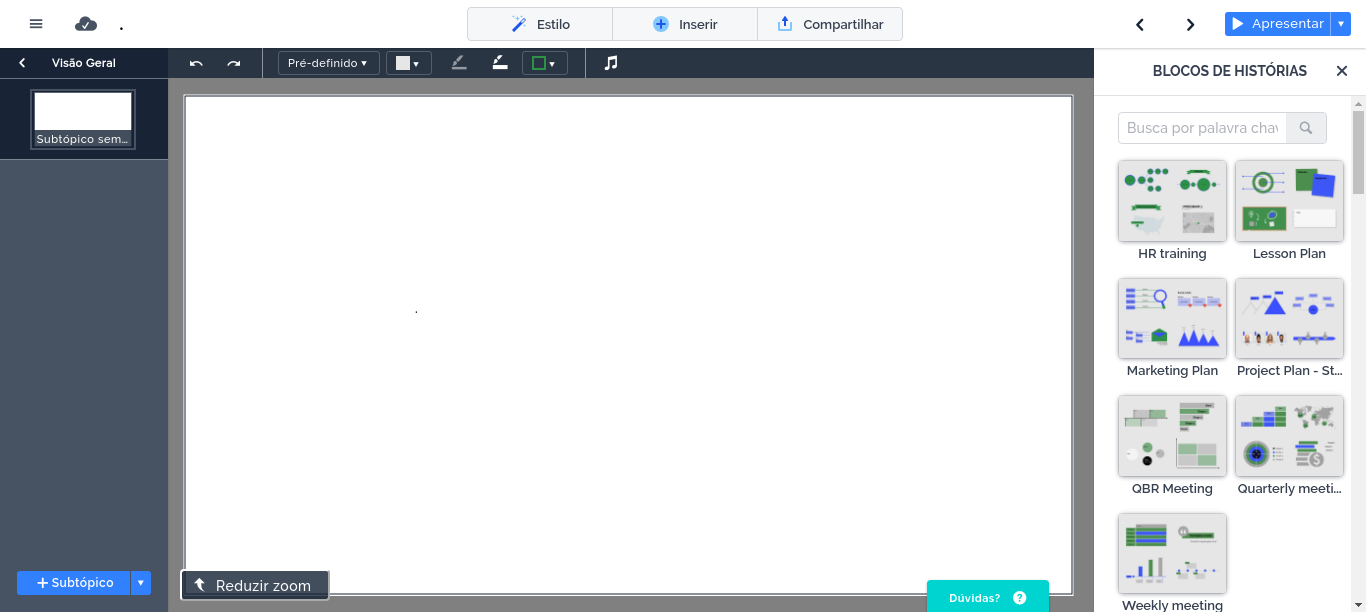 .
Estilo
Inserir
Compartilhar
Apresentar
Visão Geral
Pré-definido
BLOCOS DE HISTÓRIAS
Busca por palavra chav
Subtópico sem...
HR training
Lesson Plan
Marketing Plan
Project Plan - St...
QBR Meeting
Quarterly meeti...
Weekly meeting
.
+ Subtópico
Reduzir zoom
Dúvidas? ?